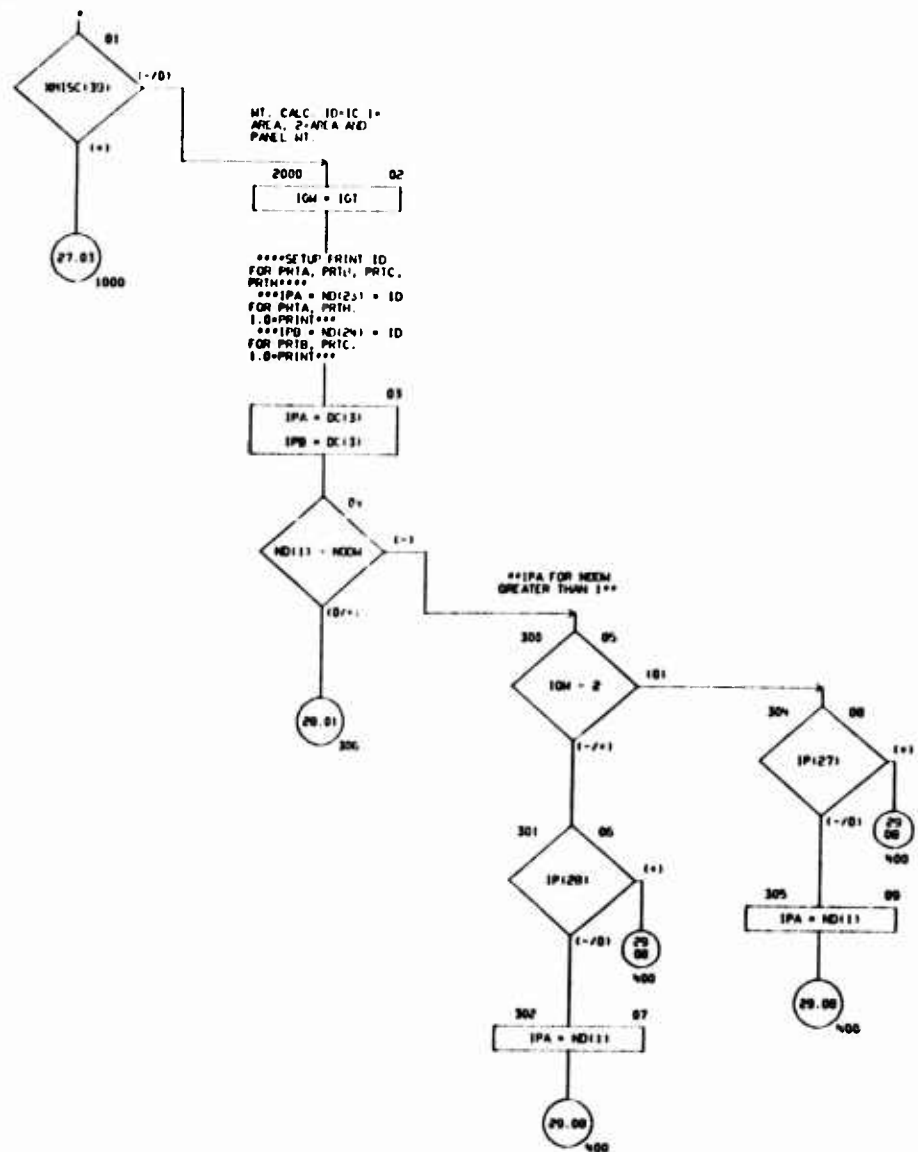 01
XMISC(39)
(-/0)
(+)
27.03
1000
WT. CALC. ID=IC 1=
AREA, 2=AREA AND
PANEL WT.
2000 02
IGW = IGT
****SETUP PRINT ID
FOR PRTA, PRTB, PRTC,
PRTH****
***IPA = ND(23) = ID
FOR PRTA, PRTH.
1.0=PRINT***
***IPB = ND(24) = ID
FOR PRTB, PRTC.
1.0=PRINT***
03
IPA = DC(3)
IPB = DC(3)
04
ND(1) - NDDW
(-)
(0/+)
28.01
306
**IPA FOR NDDW
GREATER THAN 1**
300 05
IGW - 2
(0)
(-/+)
304 08
IP(27)
(+)
29
08
400
(-/0)
301 06
IP(28)
(+)
29
08
400
(-/0)
305 09
IPA = ND(1)
29.08
400
302 07
IPA = ND(1)
29.08
400